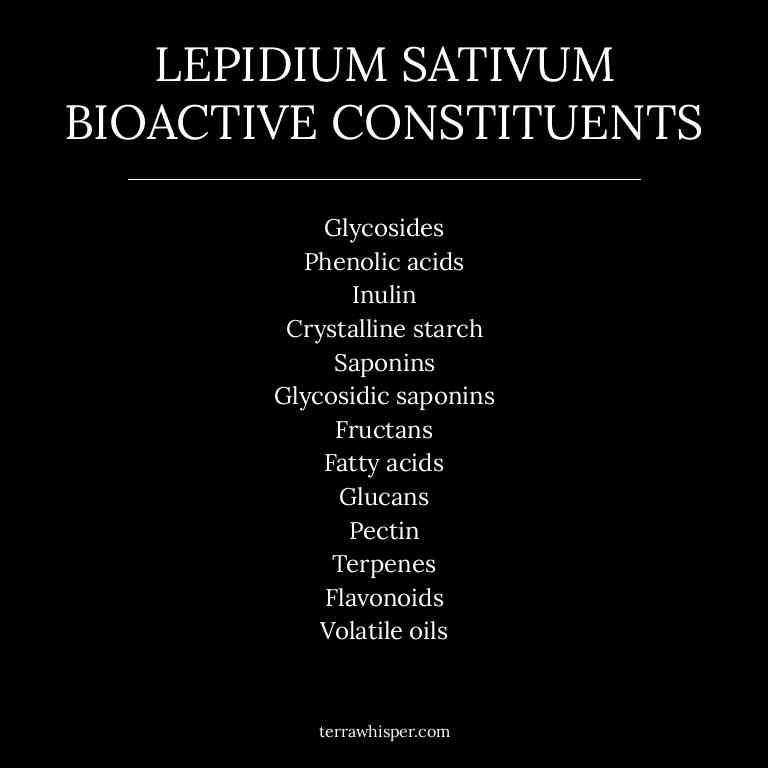 LEPIDIUM SATIVUM
BIOACTIVE CONSTITUENTS
Glycosides
Phenolic acids
Inulin
Crystalline starch
Saponins
Glycosidic saponins
Fructans
Fatty acids
Glucans
Pectin
Terpenes
Flavonoids
Volatile oils
terrawhisper.com